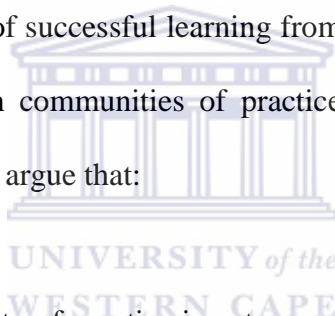 of successful learning from
communities of practice
argue that:
UNIVERSITY of the
WESTERN CAPE